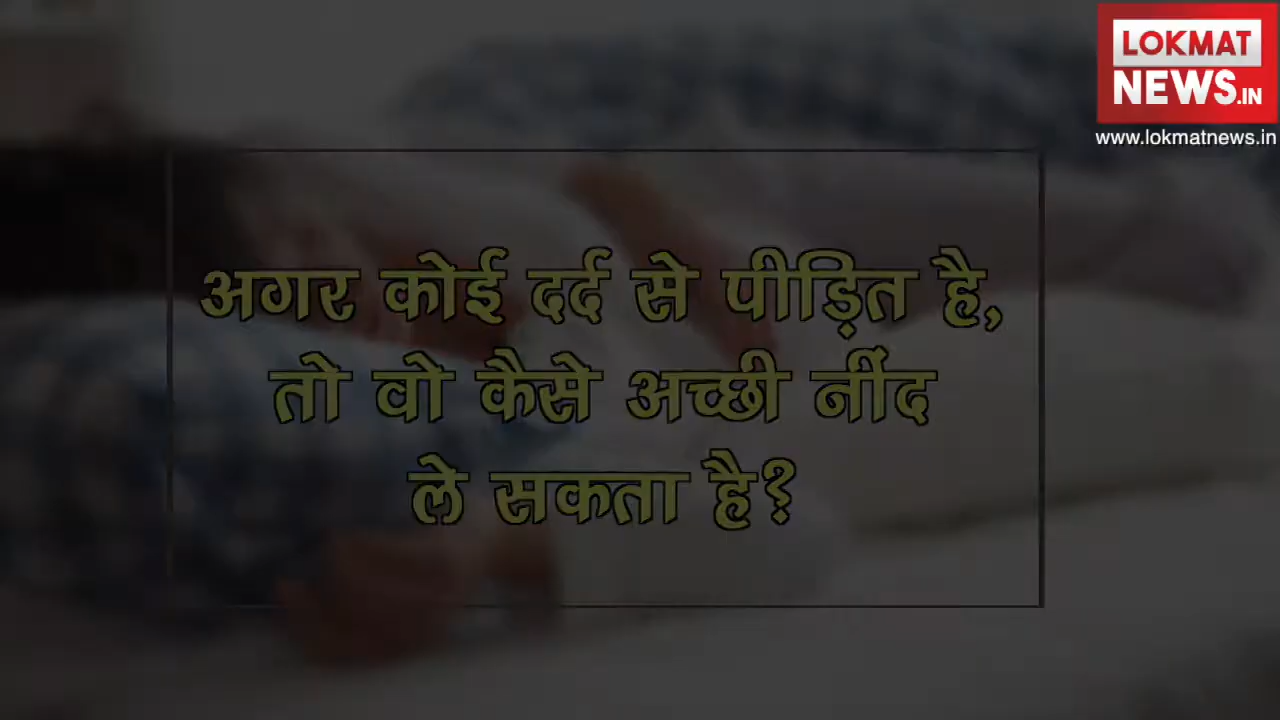 LOKMAT
NEWS.IN
www.lokmatnews.in
अगर कोई दर्द से पीड़ित है,
तो वो कैसे अच्छी नींद
ले सकता है?